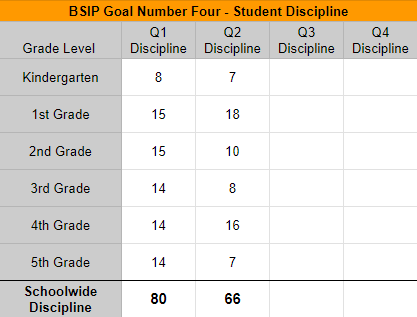 BSIP Goal Number Four - Student Discipline
Grade Level Q1 Discipline Q2 Discipline Q3 Discipline Q4 Discipline
Kindergarten 8 7
1st Grade 15 18
2nd Grade 15 10
3rd Grade 14 8
4th Grade 14 16
5th Grade 14 7
Schoolwide Discipline 80 66